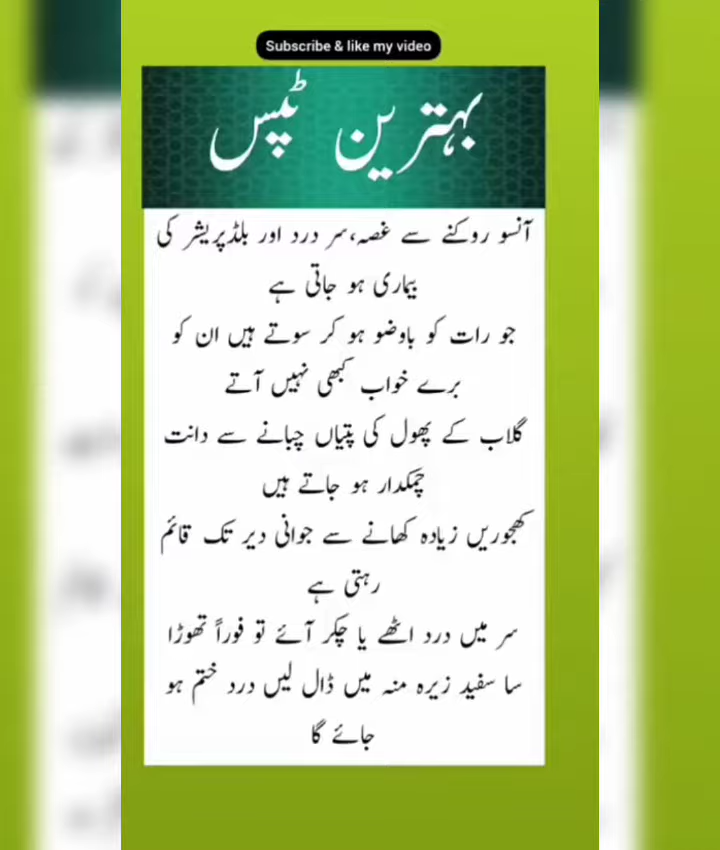 Subscribe & like my video
بہترین ٹپس
آنسو روکنے سے غصہ،سر درد اور بلڈپریشر کی
بیماری ہو جاتی ہے
جو رات کو باوضو ہو کر سوتے ہیں ان کو
برے خواب کبھی نہیں آتے
گلاب کے پھول کی پتیاں چبانے سے دانت
چمکدار ہو جاتے ہیں
کھجوریں زیادہ کھانے سے جوانی دیر تک قائم
رہتی ہے
سر میں درد اٹھے یا چکر آئے تو فوراً تھوڑا
سا سفید زیرہ منہ میں ڈال لیں درد ختم ہو
جائے گا